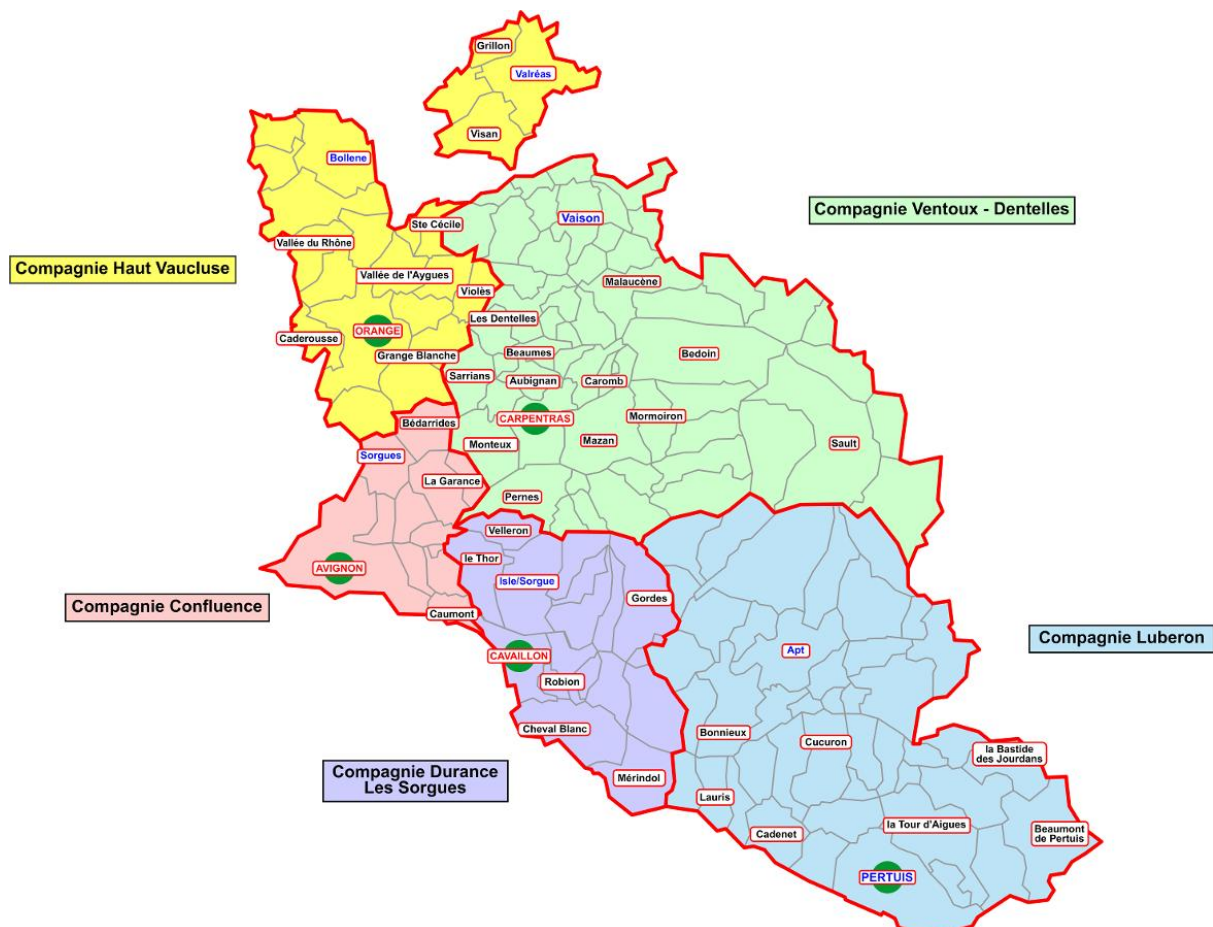 Grillon
Valréas
Visan
Bollene
Compagnie Ventoux - Dentelles
Ste Cécile
Vaison
Vallée du Rhône
Compagnie Haut Vaucluse
Vallée de l'Aygues
Malaucène
Violès
Les Dentelles
ORANGE
Caderousse
Grange Blanche
Beaumes
Bedoin
Sarrians
Aubignan
Caromb
CARPENTRAS
Mormoiron
Bédarrides
Monteux
Mazan
Sault
Sorgues
La Garance
Pernes
Velleron
le Thor
AVIGNON
Isle/Sorgue
Gordes
Compagnie Confluence
Caumont
Compagnie Luberon
CAVAILLON
Apt
Robion
Cheval Blanc
Bonnieux
Cucuron
la Bastide
des Jourdans
Compagnie Durance
Les Sorgues
Mérindol
Lauris
Cadenet
la Tour d'Aigues
Beaumont
de Pertuis
PERTUIS